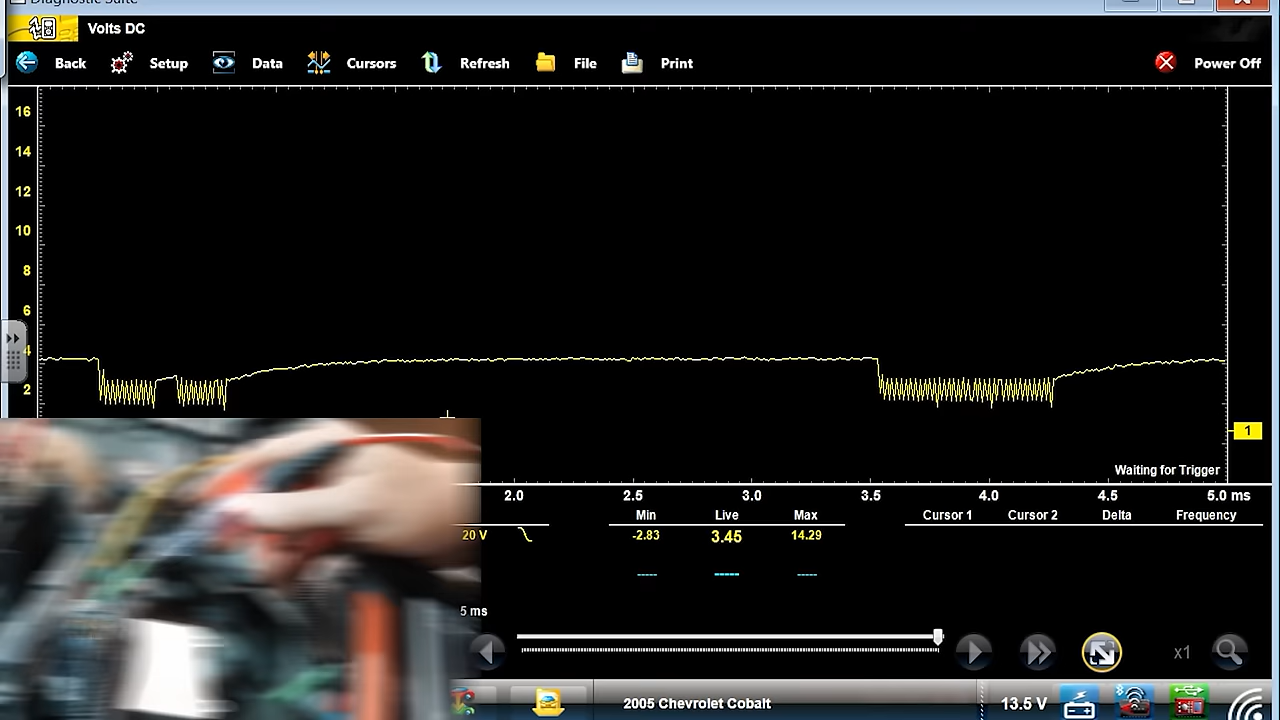 Diagnostic Suite
Volts DC
Back Setup Data Cursors Refresh File Print Power Off
16
14
12
10
8
6
4
2
1
Waiting for Trigger
2.0 2.5 3.0 3.5 4.0 4.5 5.0 ms
Min Live Max Cursor 1 Cursor 2 Delta Frequency
20 V -2.83 3.45 14.29
5 ms
x1
2005 Chevrolet Cobalt 13.5 V